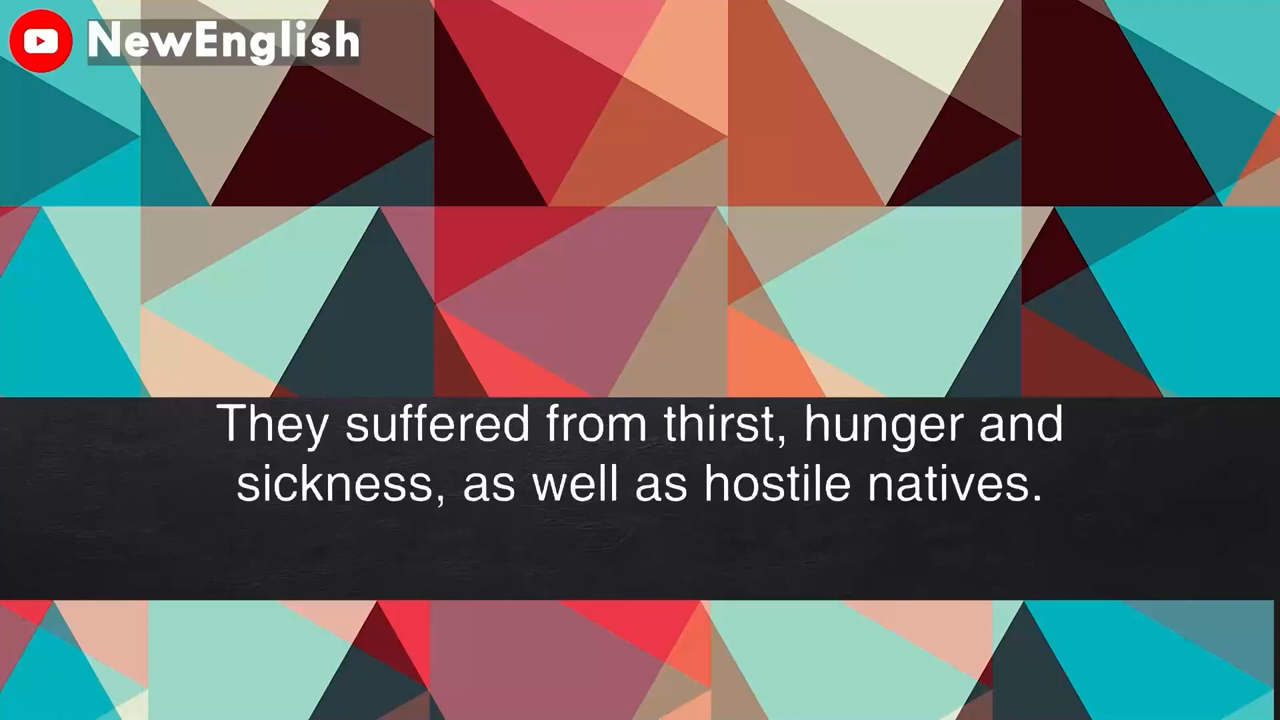 NewEnglish
They suffered from thirst, hunger and
sickness, as well as hostile natives.